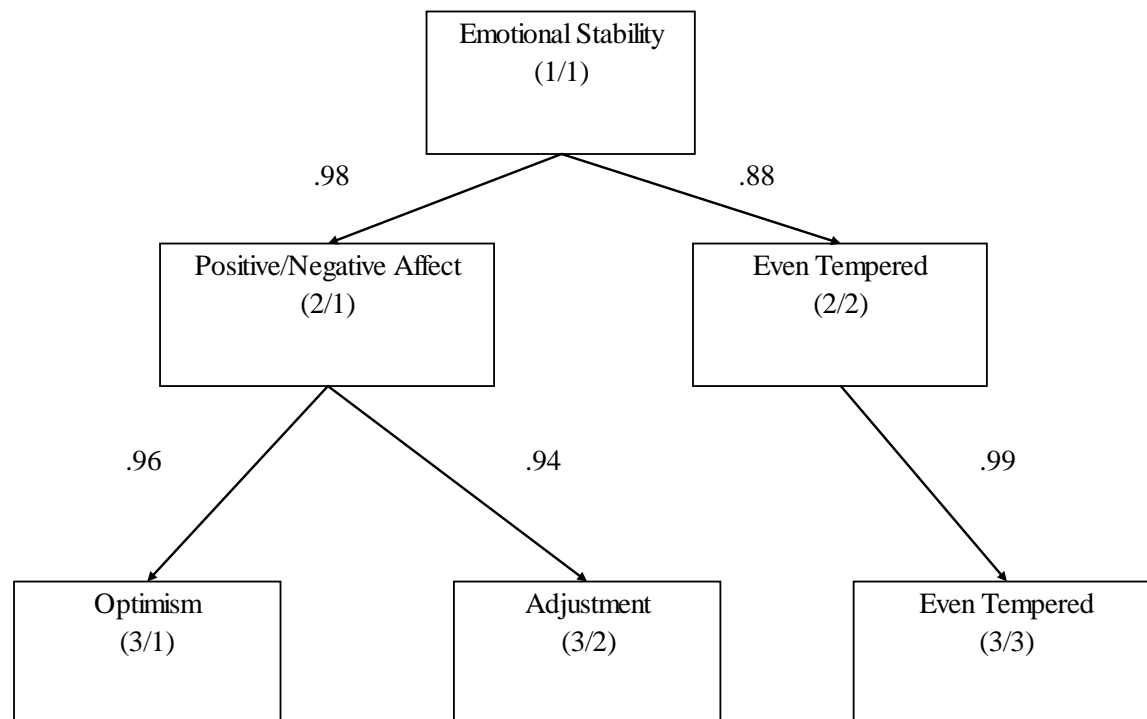 Emotional Stability
(1/1)
.98
.88
Positive/Negative Affect
(2/1)
Even Tempered
(2/2)
.96
.94
.99
Optimism
(3/1)
Adjustment
(3/2)
Even Tempered
(3/3)